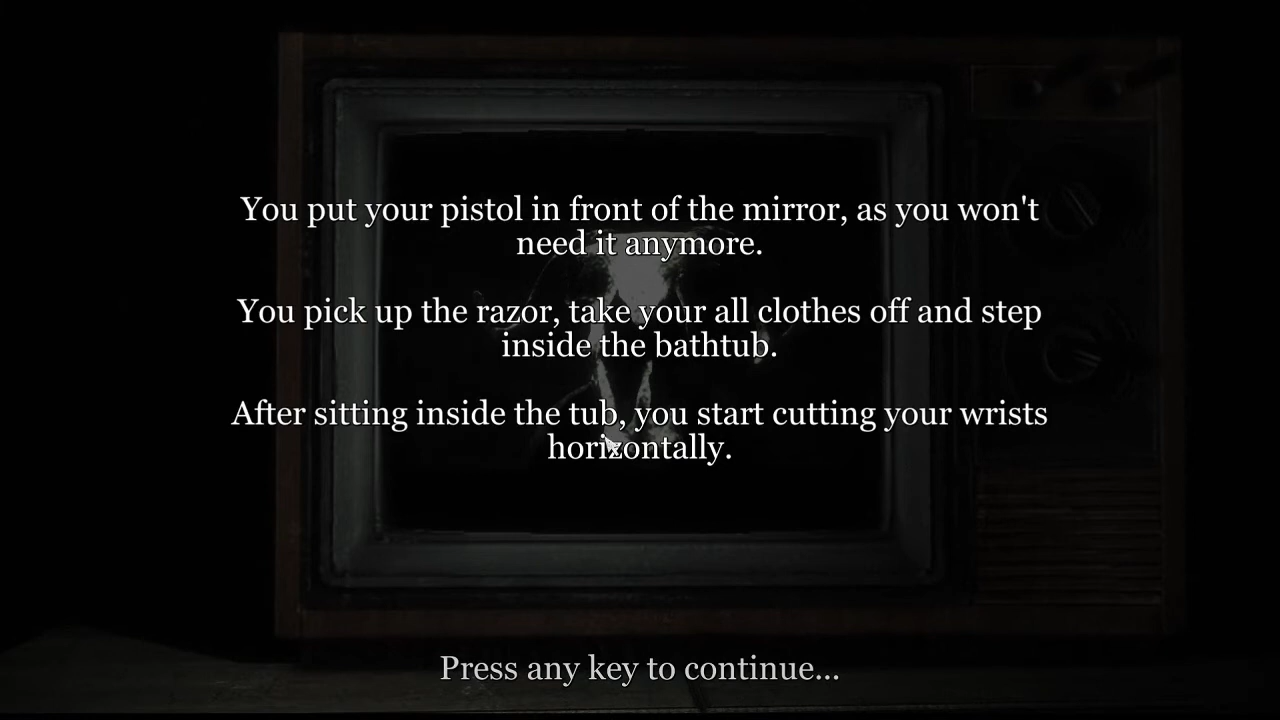 You put your pistol in front of the mirror, as you won't
need it anymore.
You pick up the razor, take your all clothes off and step
inside the bathtub.
After sitting inside the tub, you start cutting your wrists
horizontally.
Press any key to continue...